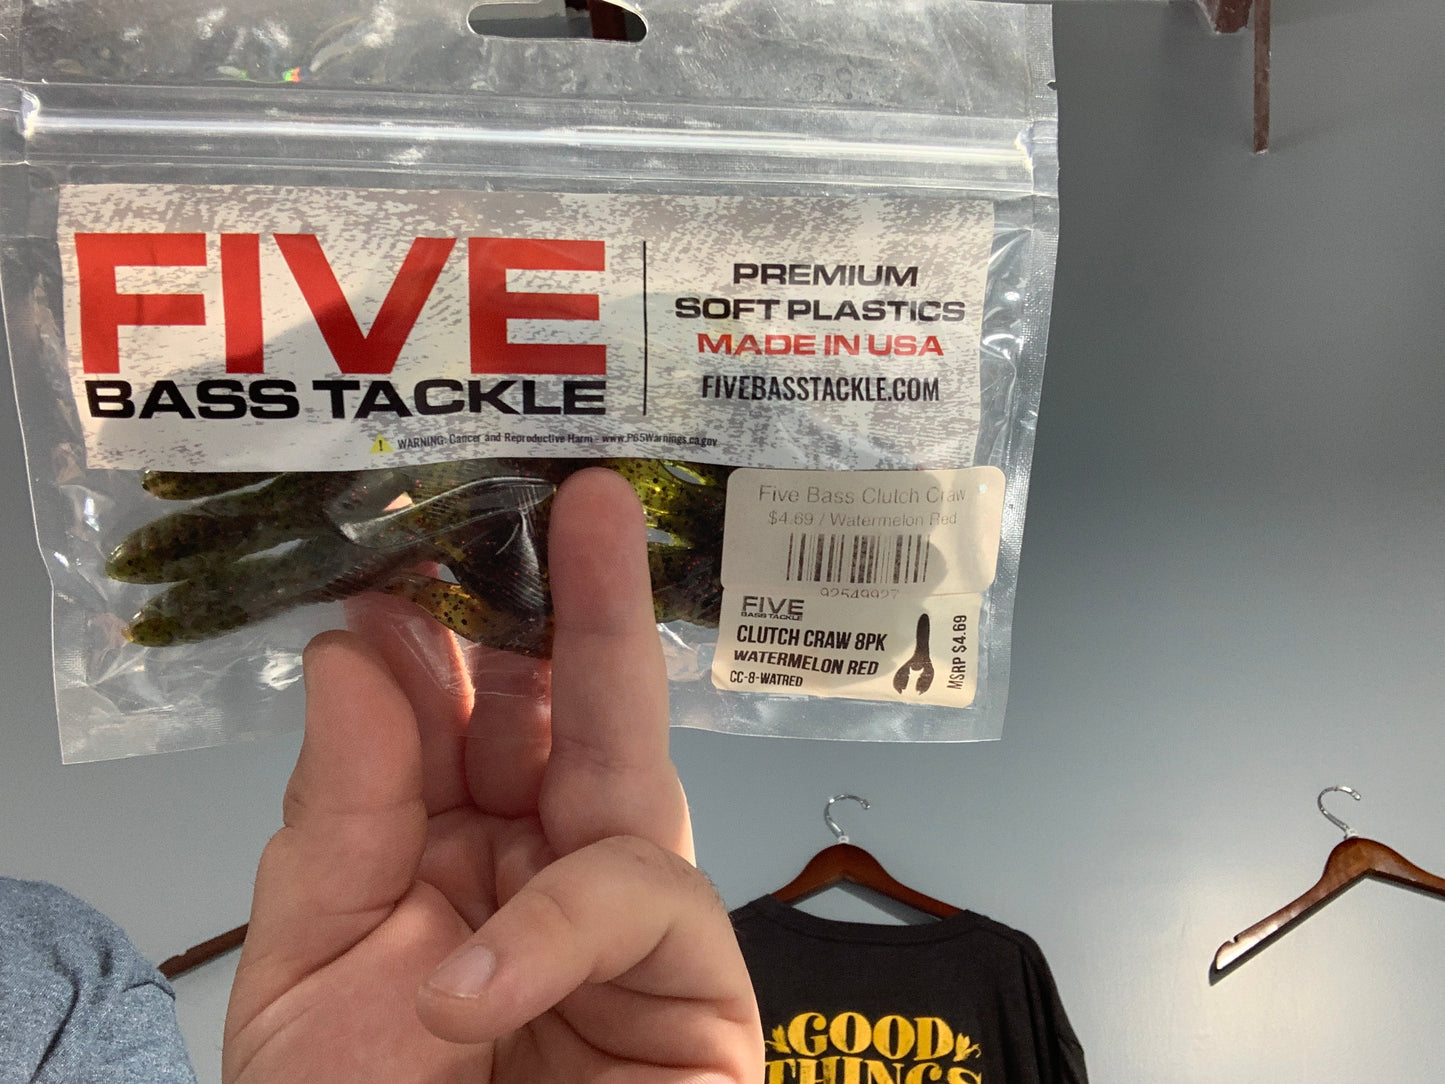 FIVE
BASS TACKLE
PREMIUM
SOFT PLASTICS
MADE IN USA
FIVEBASSTACKLE.COM
WARNING: Cancer and Reproductive Harm - www.P65Warnings.ca.gov
Five Bass Clutch Craw
$4.69 / Watermelon Red
92549927
FIVE
BASS TACKLE
CLUTCH CRAW 8PK
WATERMELON RED
CC-8-WATRED
MSRP $4.69
GOOD
THINGS